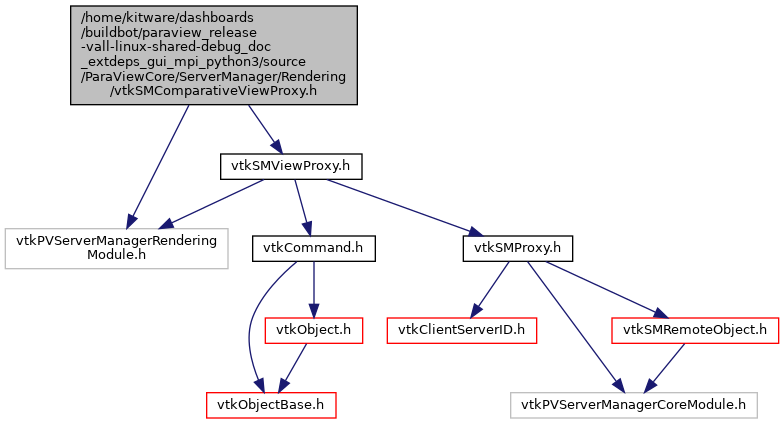 /home/kitware/dashboards
/buildbot/paraview_release
-vall-linux-shared-debug_doc
_extdeps_gui_mpi_python3/source
/ParaViewCore/ServerManager/Rendering
/vtkSMComparativeViewProxy.h
vtkSMViewProxy.h
vtkPVServerManagerRendering
Module.h
vtkCommand.h
vtkSMProxy.h
vtkObject.h
vtkClientServerID.h
vtkSMRemoteObject.h
vtkObjectBase.h
vtkPVServerManagerCoreModule.h